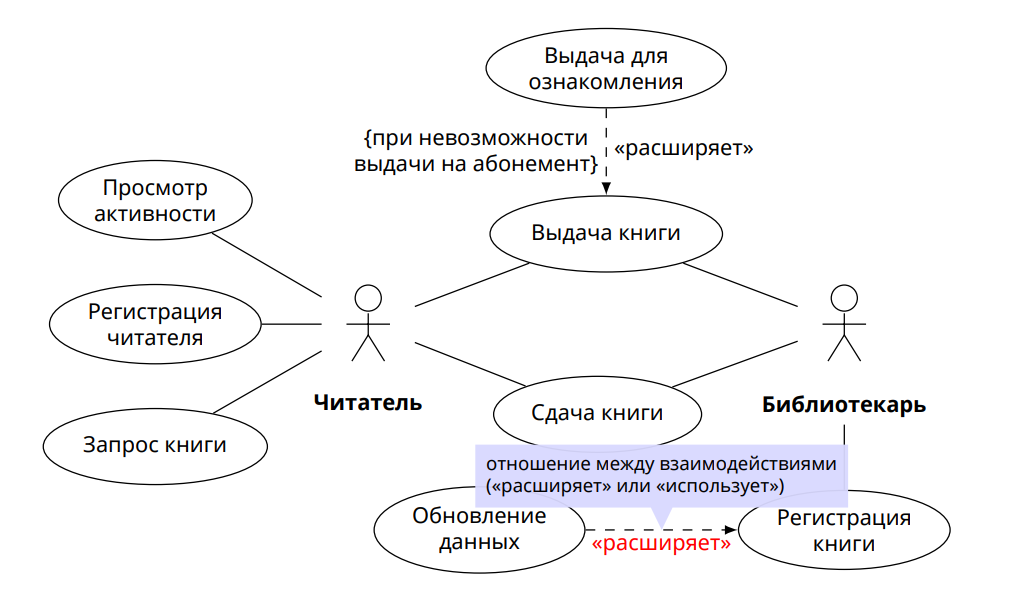 Выдача для
ознакомления
{при невозможности
выдачи на абонемент}
«расширяет»
Просмотр
активности
Выдача книги
Регистрация
читателя
Читатель
Библиотекарь
Сдача книги
Запрос книги
отношение между взаимодействиями
(«расширяет» или «использует»)
Обновление
данных
«расширяет»
Регистрация
книги